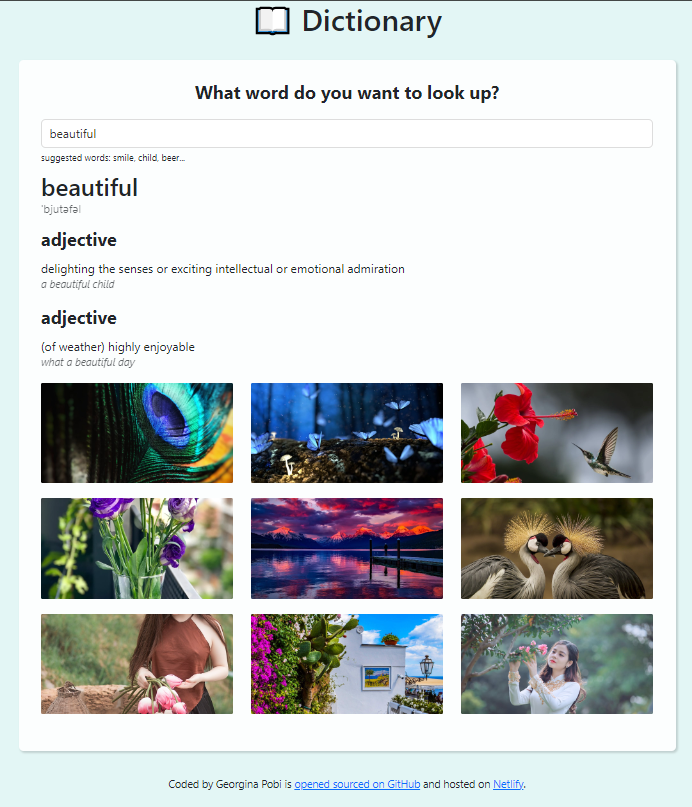 Dictionary
What word do you want to look up?
beautiful
suggested words: smile, child, beer...
beautiful
'bjutəfəl
adjective
delighting the senses or exciting intellectual or emotional admiration
a beautiful child
adjective
(of weather) highly enjoyable
what a beautiful day
Coded by Georgina Pobi is opened sourced on GitHub and hosted on Netlify.